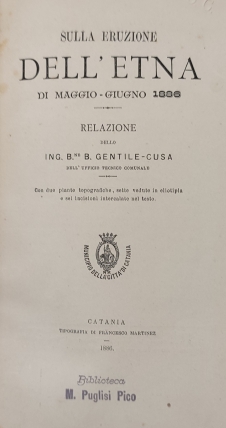 SULLA ERUZIONE
DELL'ETNA
DI MAGGIO-GIUGNO 1886
RELAZIONE
DELLO
ING. B.NE B. GENTILE-CUSA
DELL'UFFICIO TECNICO COMUNALE
Con due piante topografiche, sette vedute in eliotipia
e sei incisioni intercalate nel testo.
MUNICIPIO DELLA CITTÀ DI CATANIA
CATANIA
TIPOGRAFIA DI FRANCESCO MARTINEZ
1886.
Biblioteca
M. Puglisi Pico